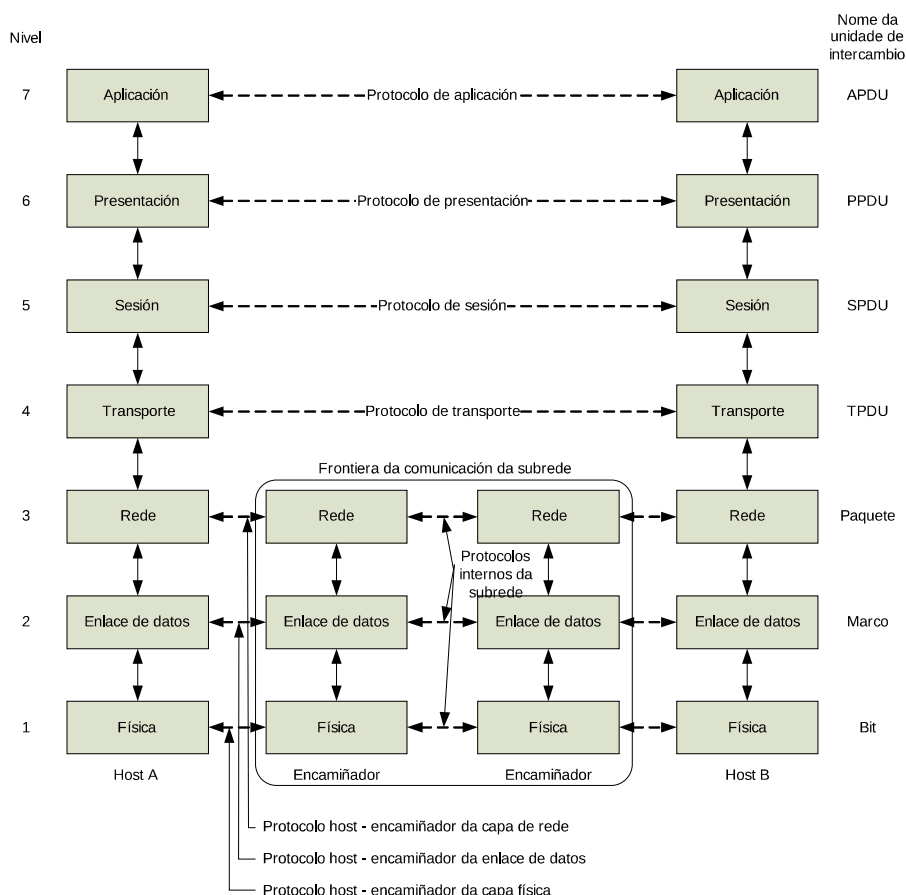 Nome da
unidade de
intercambio
Nivel
7
Aplicación
Protocolo de aplicación
Aplicación
APDU
6
Presentación
Protocolo de presentación
Presentación
PPDU
5
Sesión
Protocolo de sesión
Sesión
SPDU
4
Transporte
Protocolo de transporte
Transporte
TPDU
Frontiera da comunicación da subrede
3
Rede
Rede
Rede
Rede
Paquete
Protocolos
internos da
subrede
2
Enlace de datos
Enlace de datos
Enlace de datos
Enlace de datos
Marco
1
Física
Física
Física
Física
Bit
Host A
Encamiñador
Encamiñador
Host B
Protocolo host - encamiñador da capa de rede
Protocolo host - encamiñador da enlace de datos
Protocolo host - encamiñador da capa física